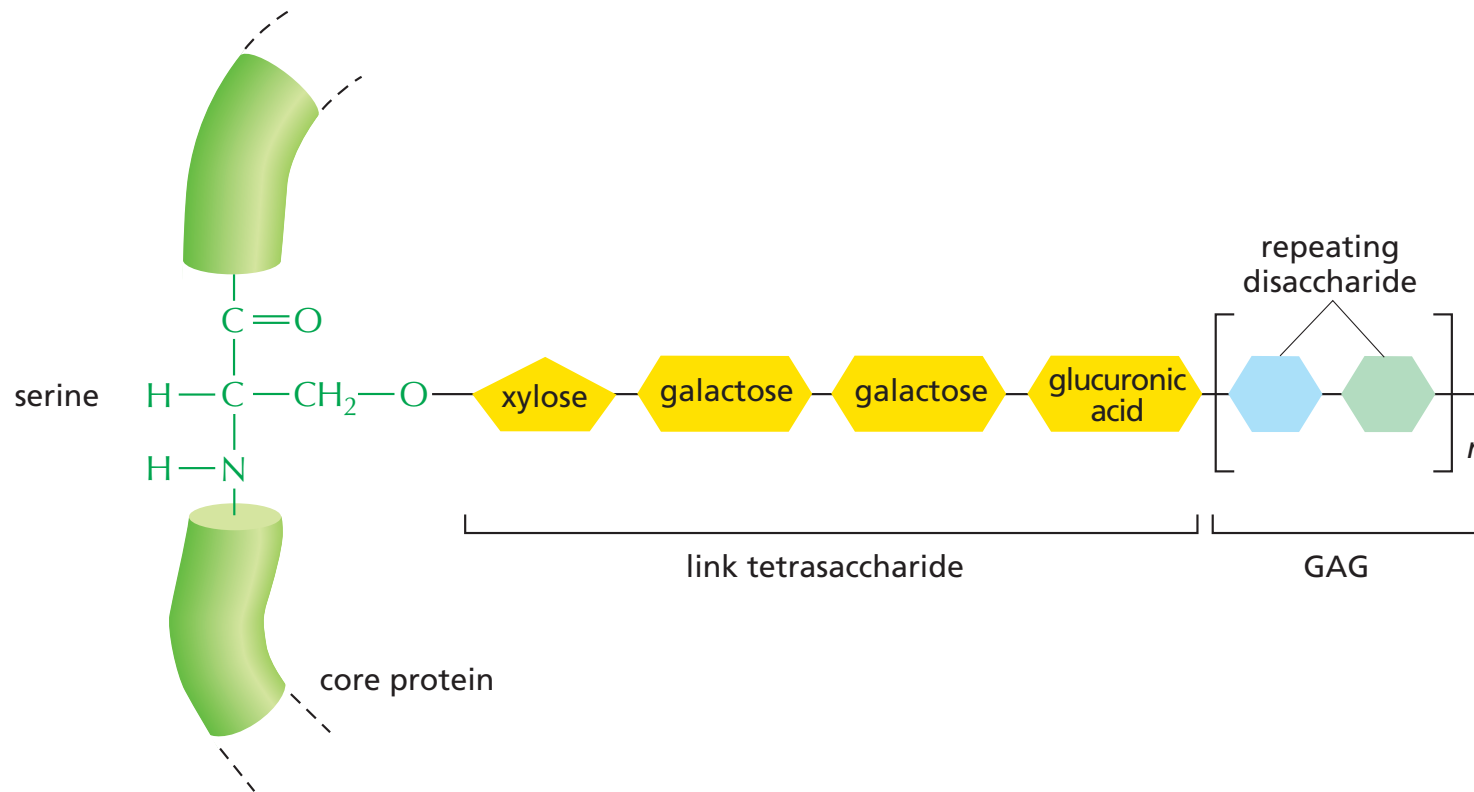 repeating
disaccharide
C=O
serine
H—C—CH₂—O
xylose
galactose
galactose
glucuronic
acid
H—N
link tetrasaccharide
GAG
core protein